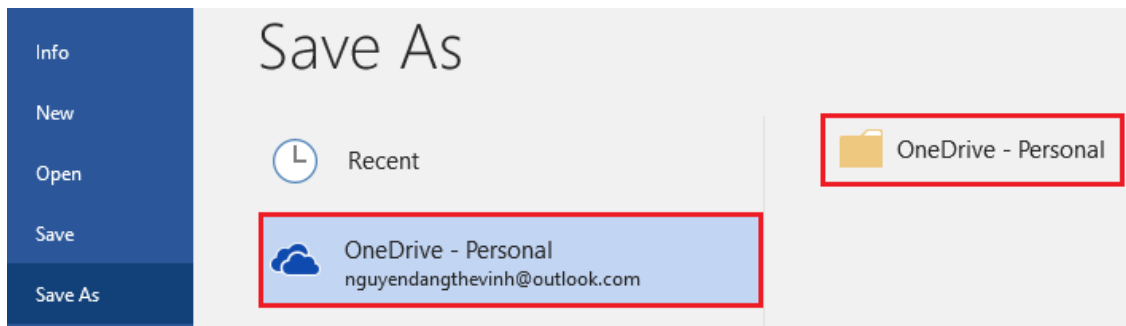 Info
New
Open
Save
Save As
Save As
Recent
OneDrive - Personal
nguyendangthevinh@outlook.com
OneDrive - Personal